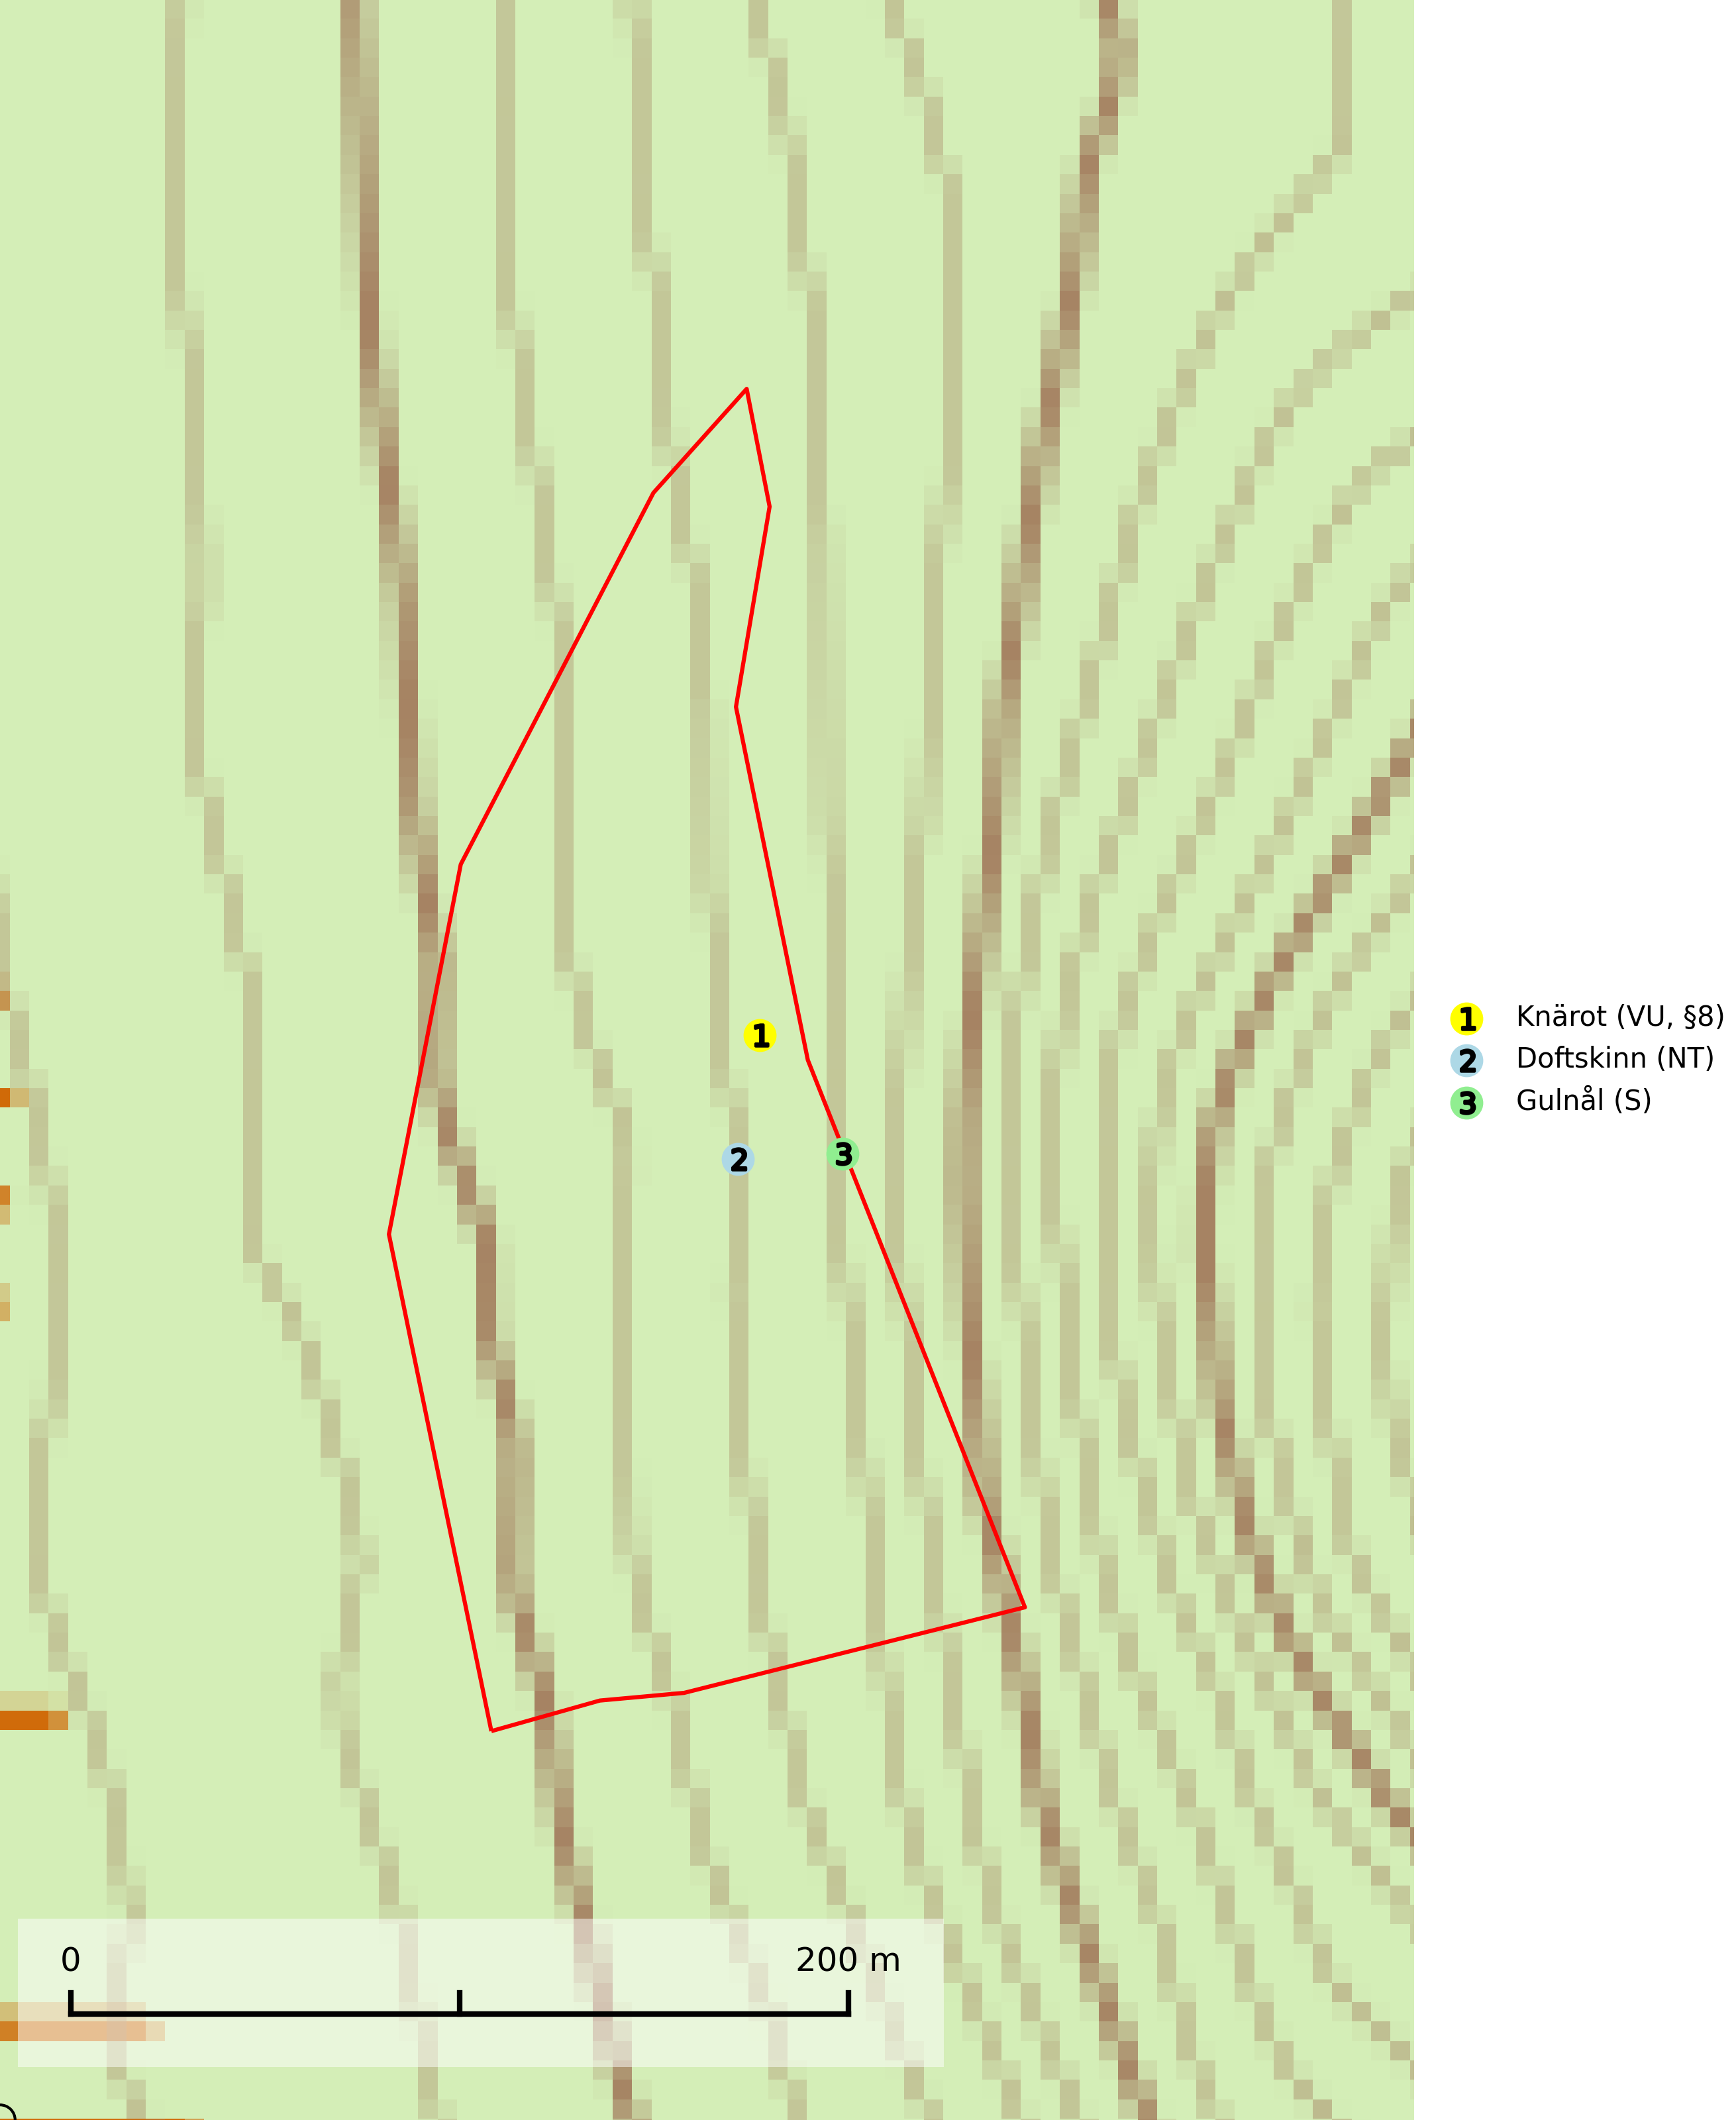 1
2
3
1 Knärot (VU, §8)
2 Doftskinn (NT)
3 Gulnål (S)
0 200 m